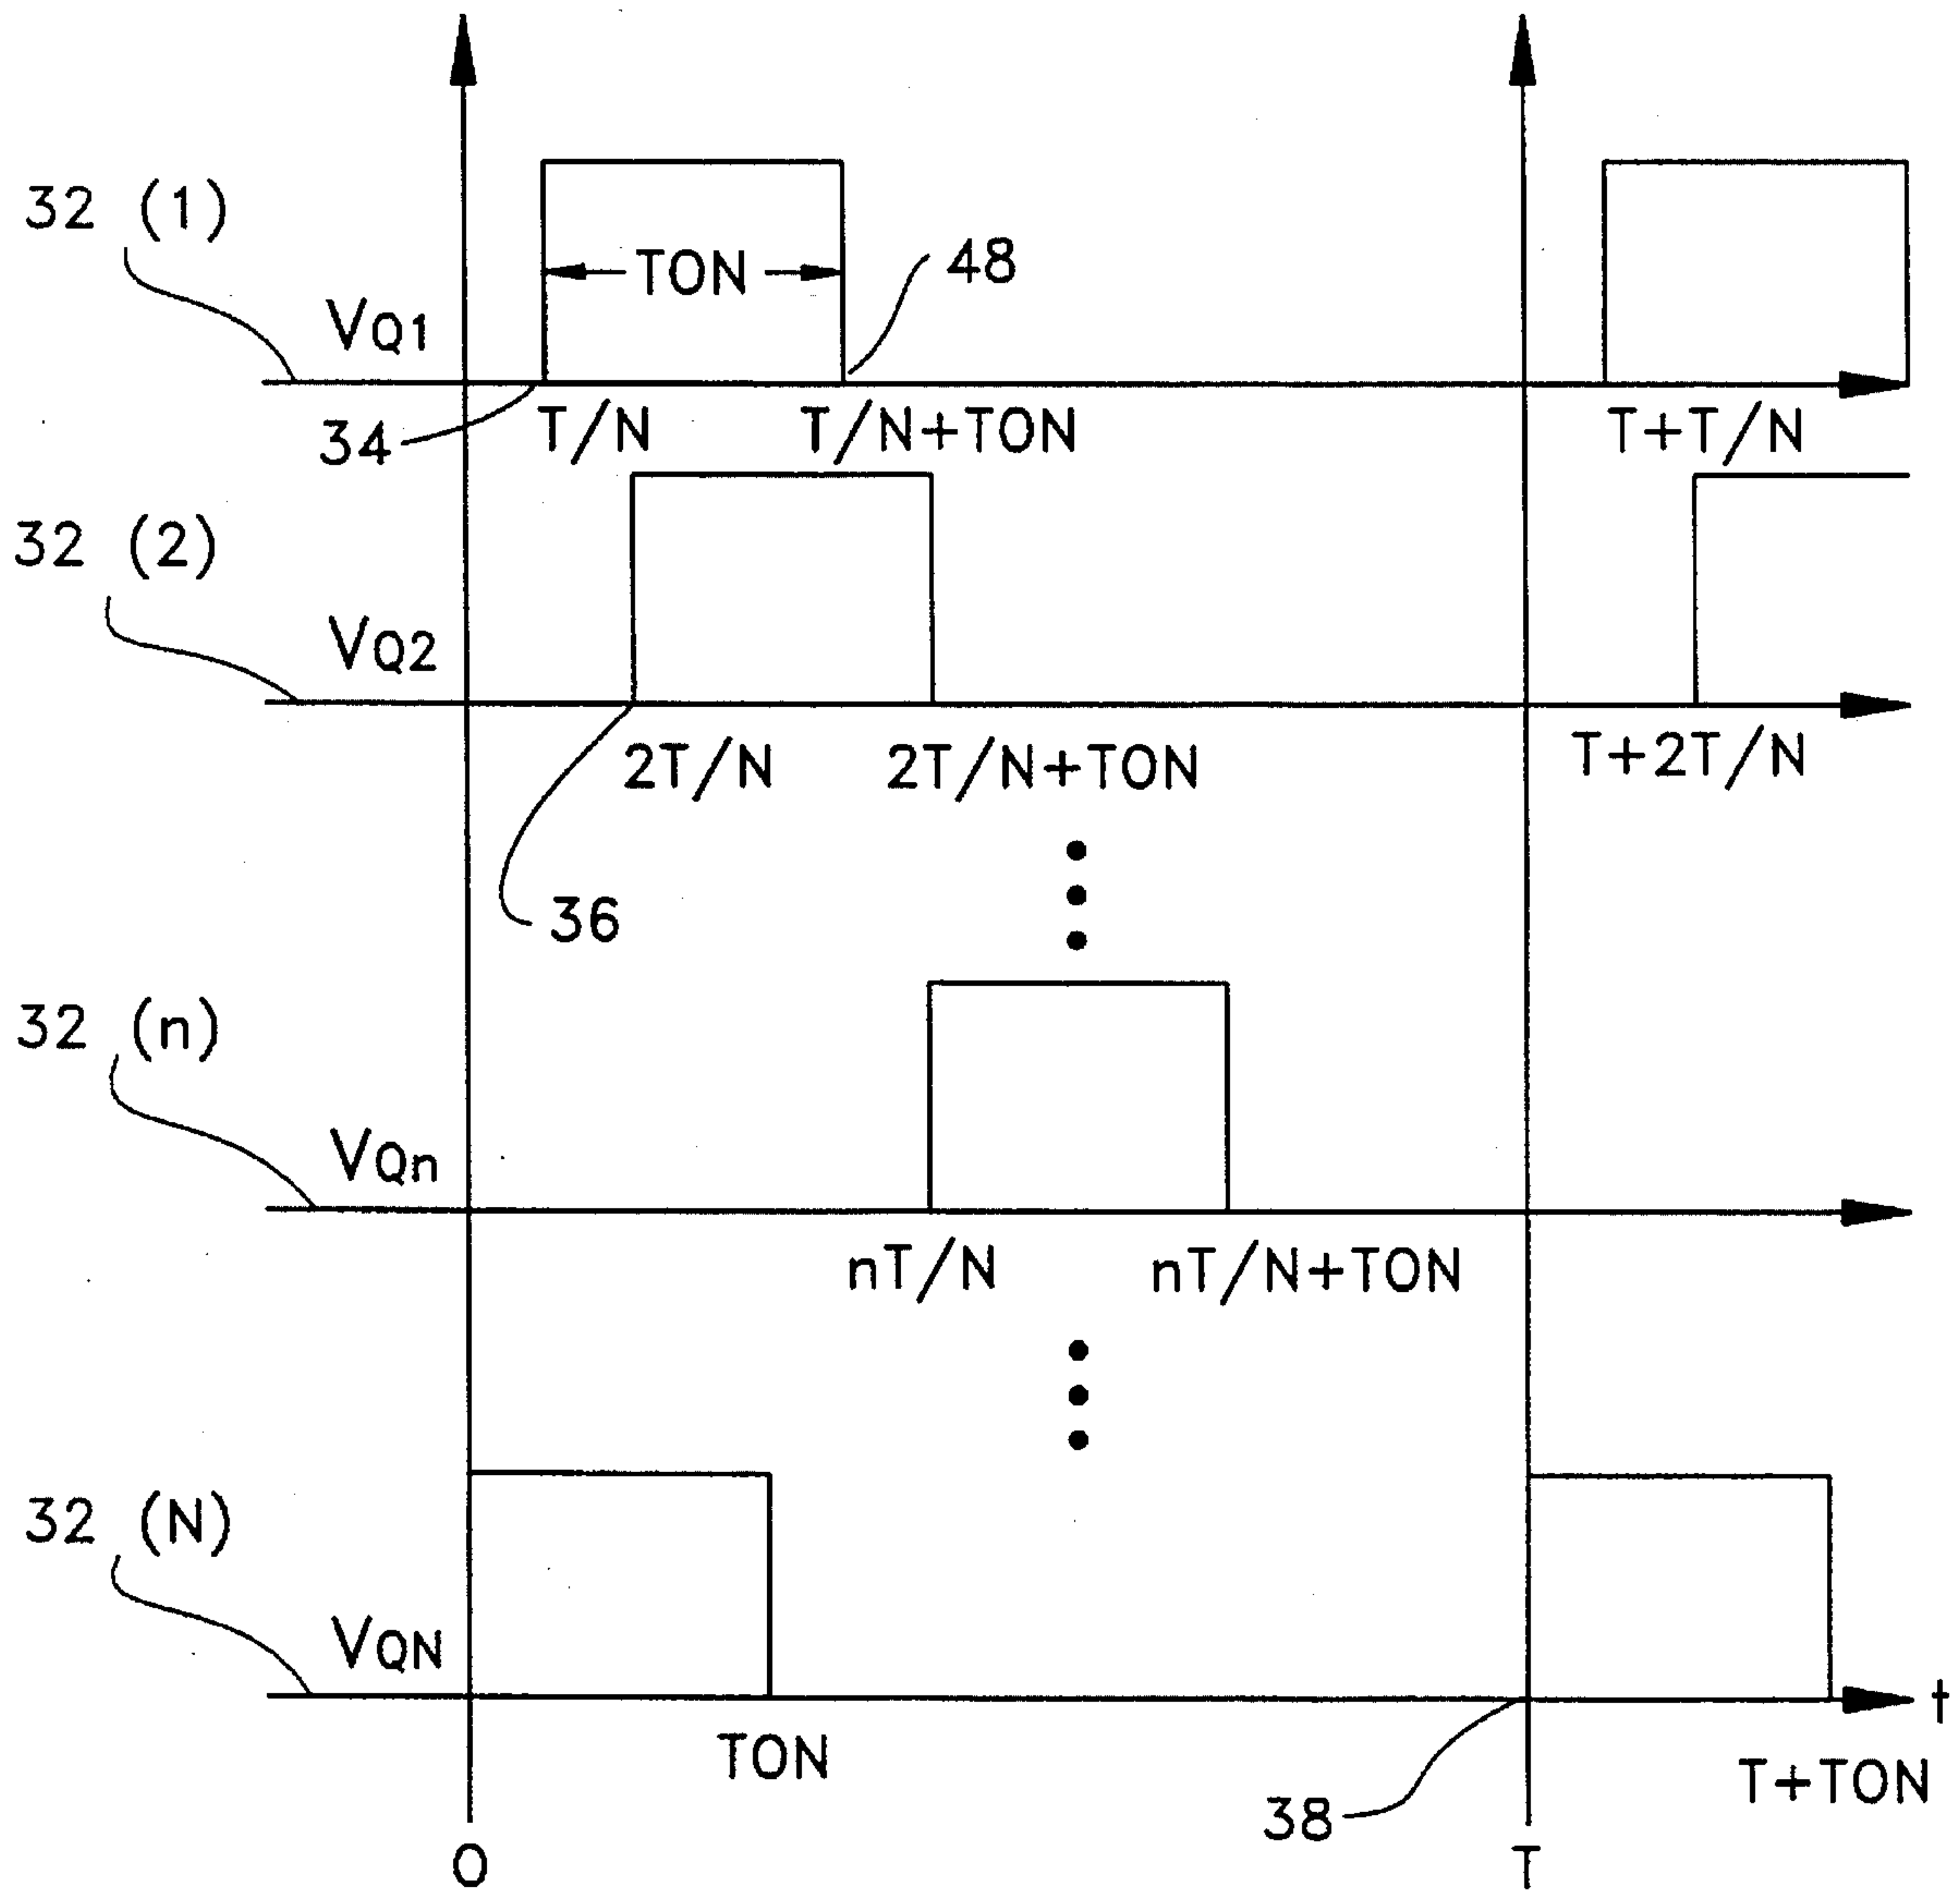 32 (1)
TON
48
VQ1
34
T/N
T/N+TON
T+T/N
32 (2)
VQ2
2T/N
2T/N+TON
T+2T/N
36
32 (n)
VQn
nT/N
nT/N+TON
32 (N)
VQN
t
TON
T+TON
38
0
T